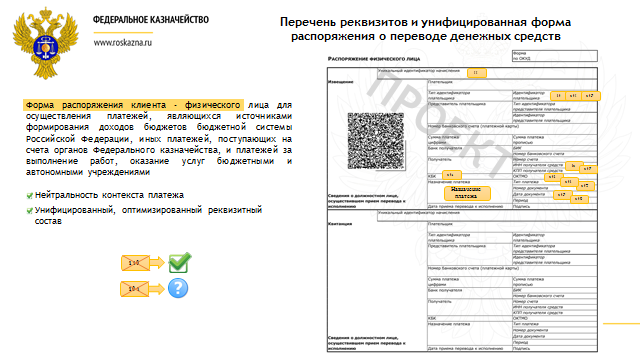 ФЕДЕРАЛЬНОЕ КАЗНАЧЕЙСТВО
www.roskazna.ru
Перечень реквизитов и унифицированная форма
распоряжения о переводе денежных средств
Форма распоряжения клиента - физического лица для
осуществления платежей, являющихся источниками
формирования доходов бюджетов бюджетной системы
Российской Федерации, иных платежей, поступающих на
счета органов Федерального казначейства, и платежей за
выполнение работ, оказание услуг бюджетными и
автономными учреждениями
Нейтральность контекста платежа
Унифицированный, оптимизированный реквизитный
состав
?
РАСПОРЯЖЕНИЕ ФИЗИЧЕСКОГО ЛИЦА
Форма
по ОКУД
Уникальный идентификатор начисления
Извещение
Плательщик
Тип идентификатора
плательщика
Идентификатор
плательщика
Представитель плательщика
Тип идентификатора
представителя плательщика
Идентификатор
представителя плательщика
Номер банковского счета (платежной карты)
Сумма платежа
цифрами
Сумма платежа
прописью
Банк получателя
БИК
Номер банковского счета
Получатель
Номер счета
ИНН получателя средств
КПП получателя средств
КБК
ОКТМО
Назначение платежа
Тип платежа
Назначение
платежа
Номер документа
Дата документа
Период
Сведения о должностном лице,
осуществившем прием перевода к
исполнению
Дата приема перевода к исполнению
Подпись
ПРОЕКТ
Уникальный идентификатор начисления
Квитанция
Плательщик
Тип идентификатора
плательщика
Идентификатор
плательщика
Представитель плательщика
Тип идентификатора
представителя плательщика
Идентификатор
представителя плательщика
Номер банковского счета (платежной карты)
Сумма платежа
цифрами
Сумма платежа
прописью
Банк получателя
БИК
Номер банковского счета
Получатель
Номер счета
ИНН получателя средств
КПП получателя средств
КБК
ОКТМО
Назначение платежа
Тип платежа
Номер документа
Дата документа
Период
Сведения о должностном лице,
осуществившем прием перевода к
исполнению
Дата приема перевода к исполнению
Подпись